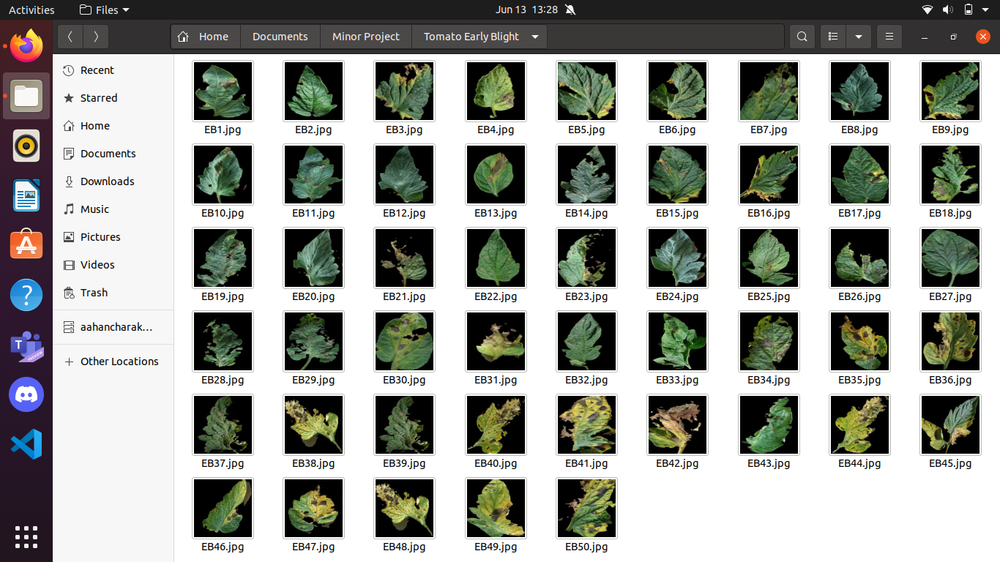 Activities Files Jun 13 13:28
Home Documents Minor Project Tomato Early Blight
Recent
Starred
Home
Documents
Downloads
Music
Pictures
Videos
Trash
aahancharak...
Other Locations
EB1.jpg EB2.jpg EB3.jpg EB4.jpg EB5.jpg EB6.jpg EB7.jpg EB8.jpg EB9.jpg
EB10.jpg EB11.jpg EB12.jpg EB13.jpg EB14.jpg EB15.jpg EB16.jpg EB17.jpg EB18.jpg
EB19.jpg EB20.jpg EB21.jpg EB22.jpg EB23.jpg EB24.jpg EB25.jpg EB26.jpg EB27.jpg
EB28.jpg EB29.jpg EB30.jpg EB31.jpg EB32.jpg EB33.jpg EB34.jpg EB35.jpg EB36.jpg
EB37.jpg EB38.jpg EB39.jpg EB40.jpg EB41.jpg EB42.jpg EB43.jpg EB44.jpg EB45.jpg
EB46.jpg EB47.jpg EB48.jpg EB49.jpg EB50.jpg
T
PREVIEW
A
?